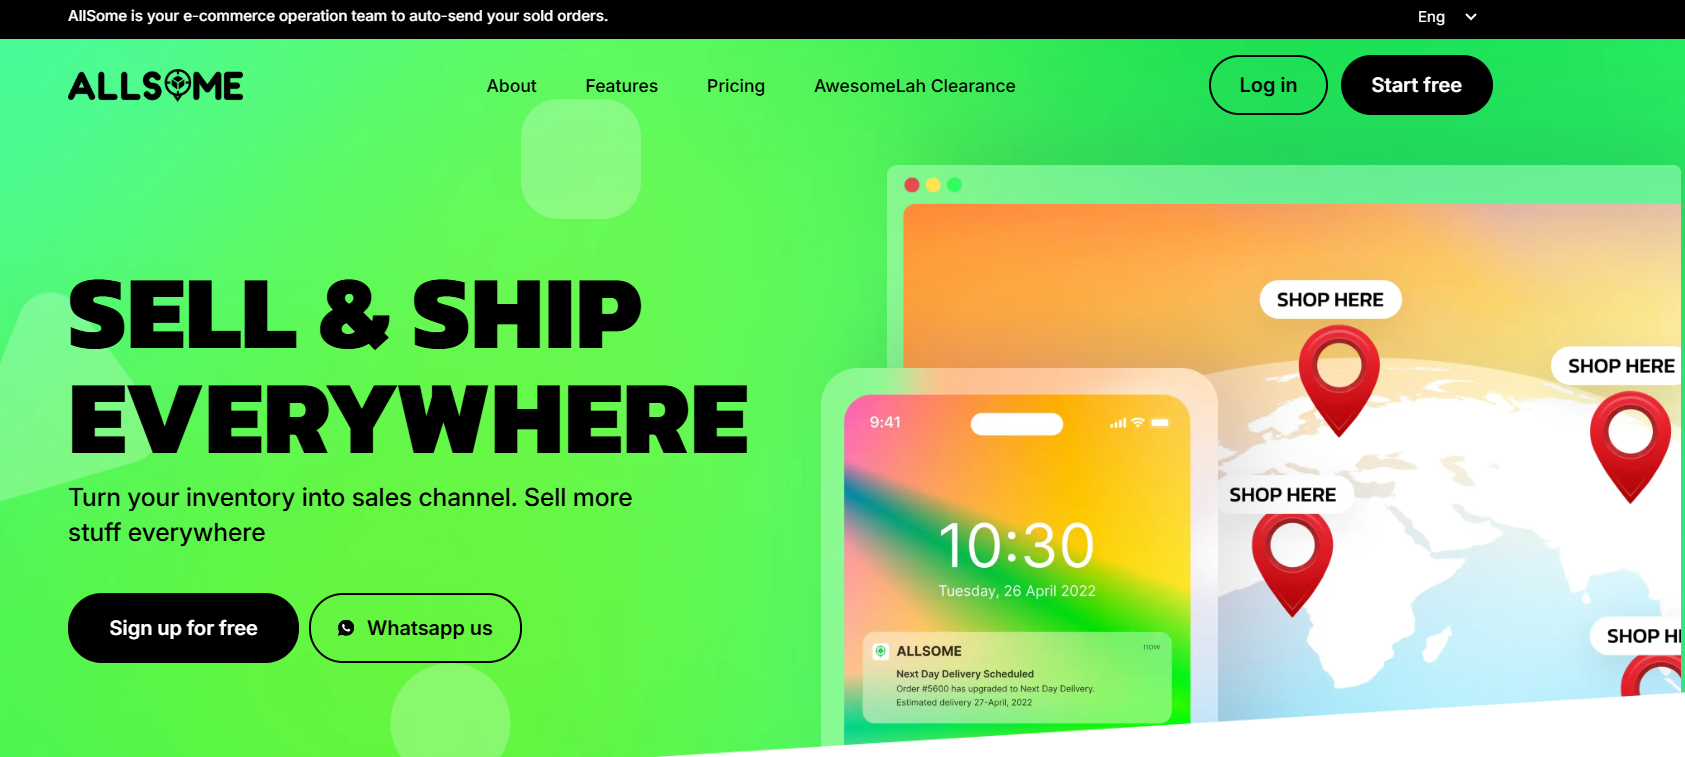 AllSome is your e-commerce operation team to auto-send your sold orders.
Eng
ALLSOME
About
Features
Pricing
AwesomeLah Clearance
Log in
Start free
SELL & SHIP
EVERYWHERE
Turn your inventory into sales channel. Sell more
stuff everywhere
Sign up for free
Whatsapp us
SHOP HERE
SHOP HERE
SHOP HERE
SHOP
9:41
10:30
Tuesday, 26 April 2022
ALLSOME
now
Next Day Delivery Scheduled
Order #5600 has upgraded to Next Day Delivery.
Estimated delivery 27-April, 2022